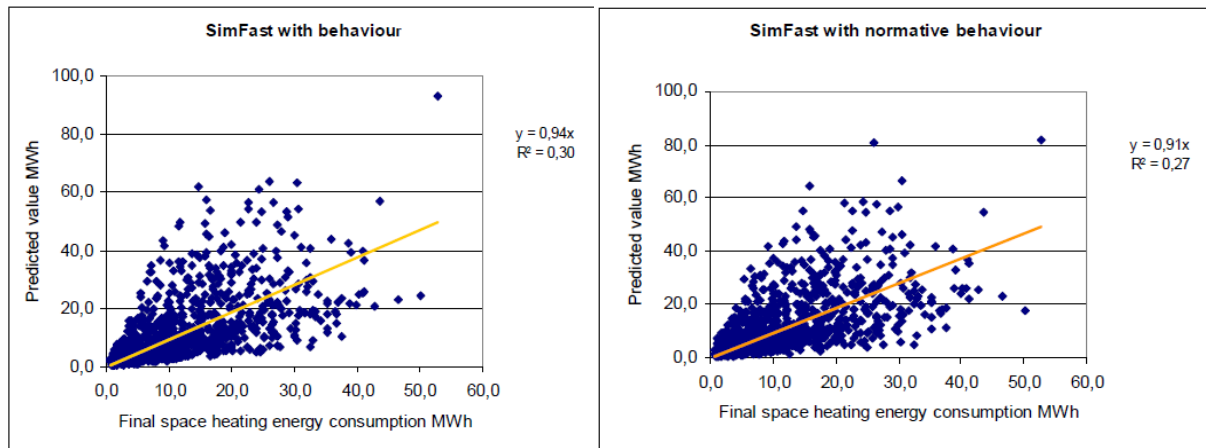 SimFast with behaviour
Predicted value MWh
100,0
80,0
60,0
40,0
20,0
0,0
0,0 10,0 20,0 30,0 40,0 50,0 60,0
Final space heating energy consumption MWh
y = 0,94x
R² = 0,30
SimFast with normative behaviour
Predicted value MWh
100,0
80,0
60,0
40,0
20,0
0,0
0,0 10,0 20,0 30,0 40,0 50,0 60,0
Final space heating energy consumption MWh
y = 0,91x
R² = 0,27